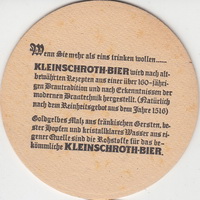 Wenn Sie mehr als eins trinken wollen......
KLEINSCHROTH-BIER wird nach alt-
bewährten Rezepten aus einer über 160-jähri-
gen Brautradition und nach Erkenntnissen der
modernen Brautechnik hergestellt. (Natürlich
nach dem Reinheitsgebot aus dem Jahre 1516)
Goldgelbes Malz aus fränkischen Gersten, be-
ster Hopfen und kristallklares Wasser aus ei-
gener Quelle sind die Rohstoffe für das be-
kömmliche KLEINSCHROTH-BIER.